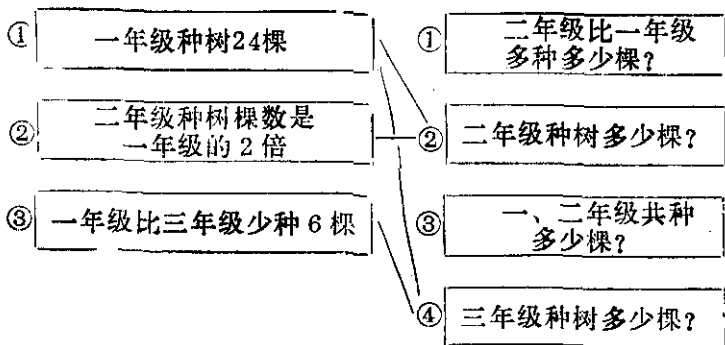 ① 一年级种树24棵
② 二年级种树棵数是
一年级的2倍
③ 一年级比三年级少种6棵
① 二年级比一年级
多种多少棵？
② 二年级种树多少棵？
③ 一、二年级共种
多少棵？
④ 三年级种树多少棵？